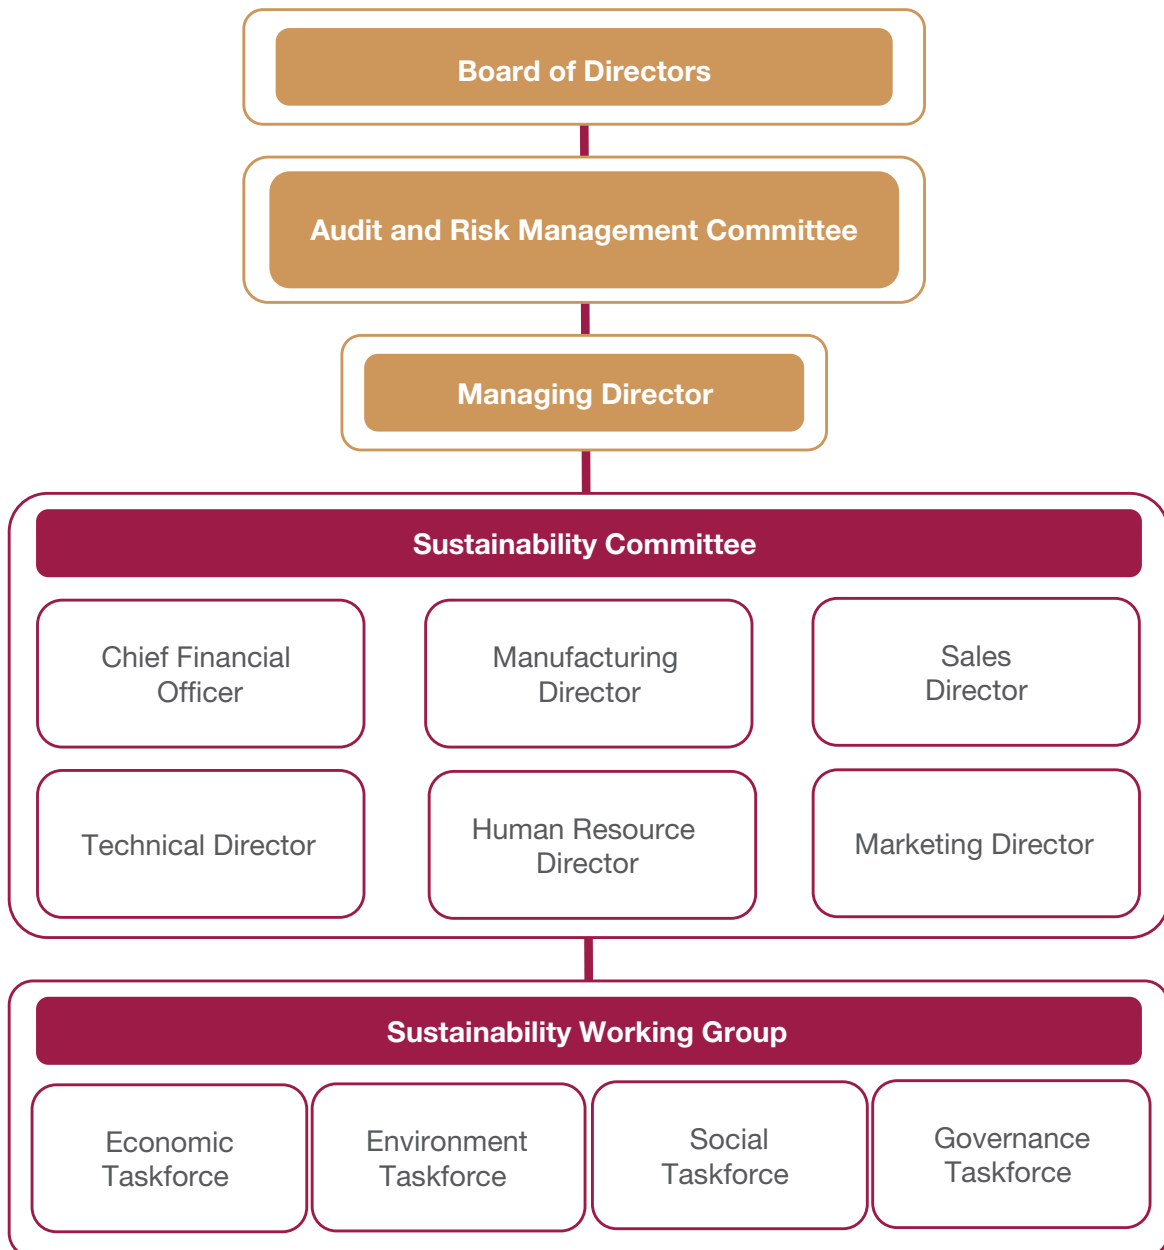 Board of Directors
Audit and Risk Management Committee
Managing Director
Sustainability Committee
Chief Financial
Officer
Manufacturing
Director
Sales
Director
Technical Director
Human Resource
Director
Marketing Director
Sustainability Working Group
Economic
Taskforce
Environment
Taskforce
Social
Taskforce
Governance
Taskforce